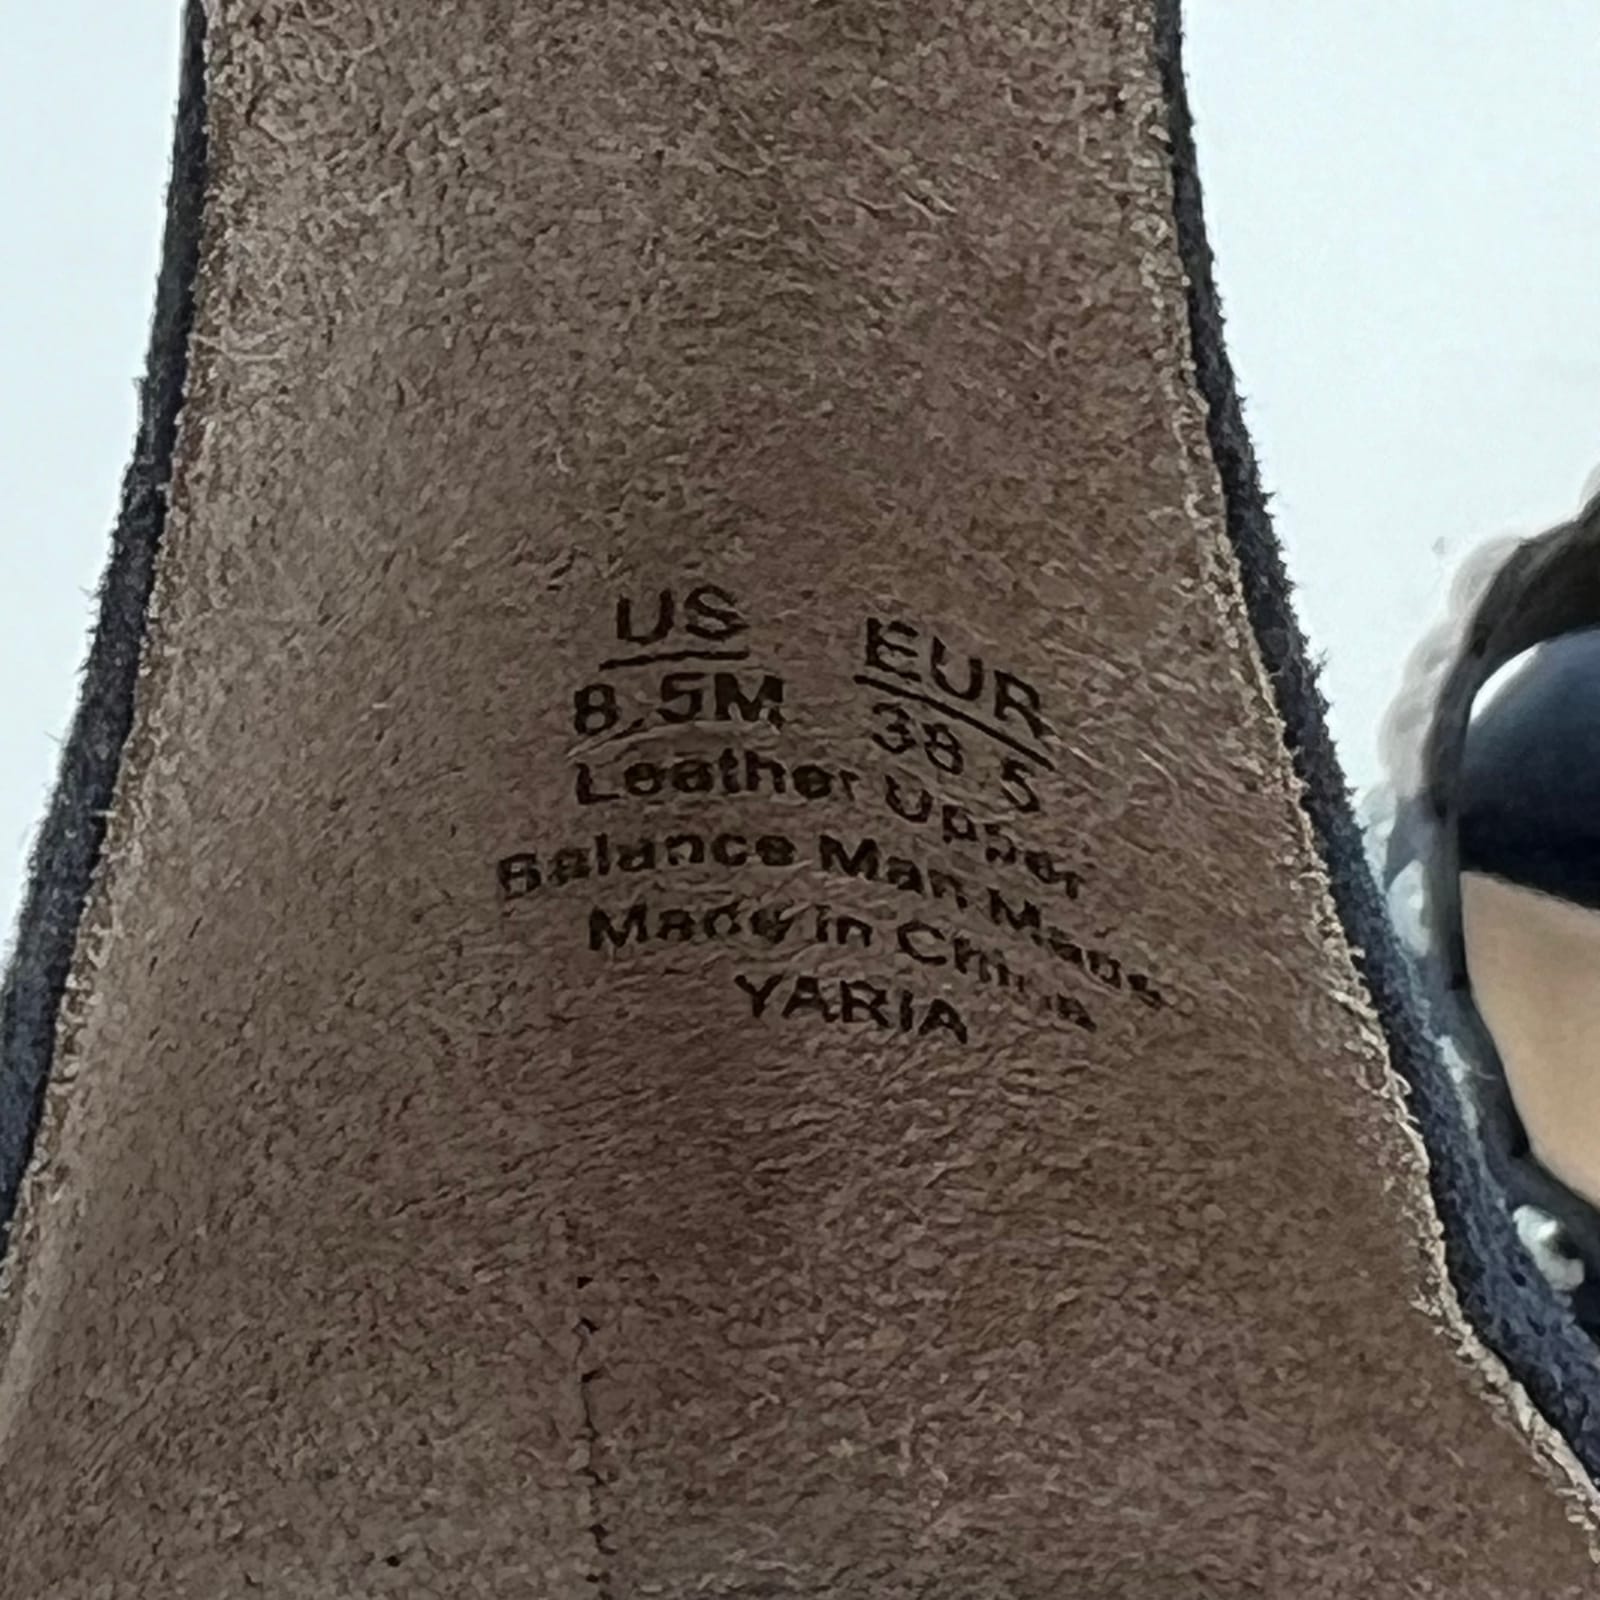 US EUR
8.5M 38.5
Leather Upper
Balance Man Made
Made in China
YARIA